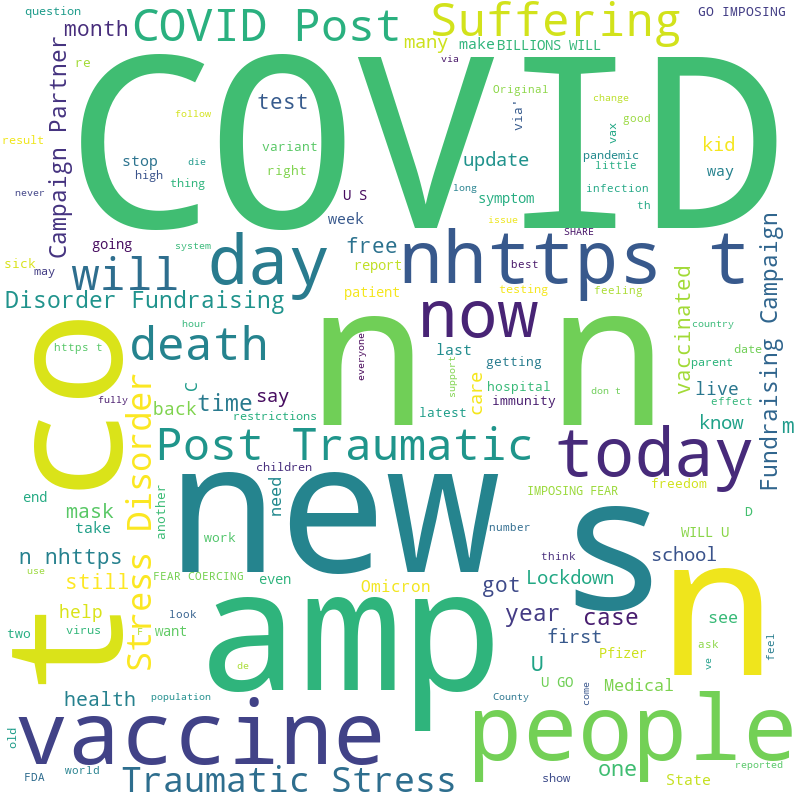 question
month
COVID Post
Suffering
GO IMPOSING
many
make
BILLIONS WILL
re
via
COVID
Campaign Partner
test
Original
via'
change
follow
good
vax
result
variant
stop
die
update
pandemic
kid
high
thing
right
little
way
never
long
symptom
infection
U S
th
week
issue
SHARE
going
system
free
day
will
nhttps t
sick
may
report
best
Disorder Fundraising
patient
testing
feeling
now
n
n
hour
death
everyone
https t
last
getting
country
vaccinated
date
parent
Fundraising Campaign
co
C
support
care
hospital
don t
live
effect
fully
back
time
say
immunity
restrictions
latest
know
m
Post Traumatic
today
Stress Disorder
children
new
need
end
IMPOSING FEAR
freedom
mask
take
another
number
s
D
work
WILL U
n nhttps
think
school
use
still
FEAR COERCING
even
Omicron
got
Lockdown
n
amp
help
look
year
case
see
two
virus
F
want
first
Pfizer
ask
t
de
U
ve
feel
health
population
County
U GO
Medical
come
vaccine
people
old
FDA
world
Traumatic Stress
show
one
State
reported